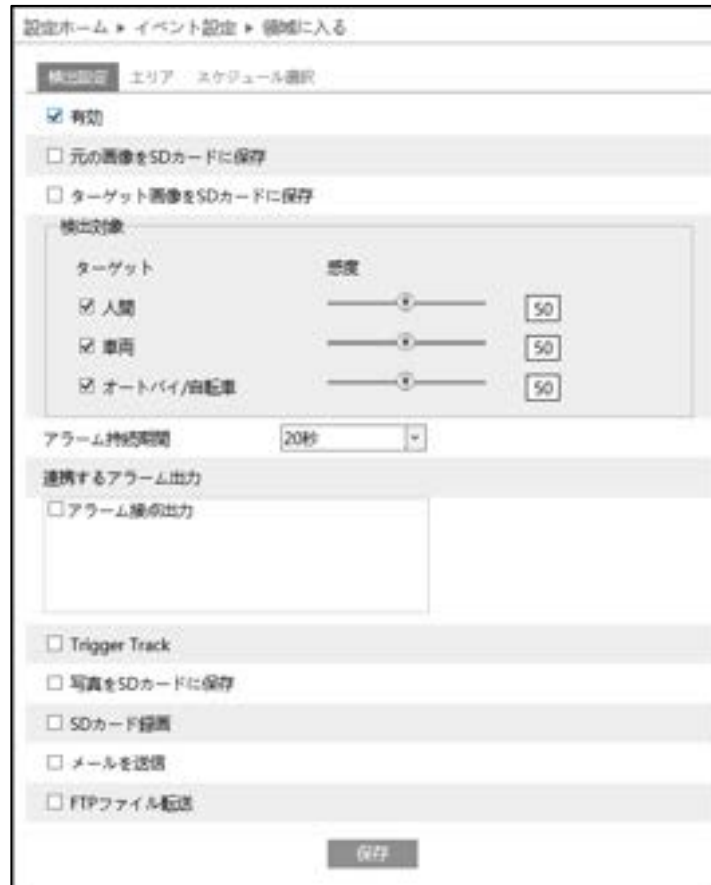 設定ホーム ▸ イベント設定 ▸ 領域に入る
検出設定 エリア スケジュール選択
有効
元の画像をSDカードに保存
ターゲット画像をSDカードに保存
検出対象
ターゲット 感度
人間 50
車両 50
オートバイ/自転車 50
アラーム持続期間 20秒
連携するアラーム出力
アラーム接点出力
Trigger Track
写真をSDカードに保存
SDカード録画
メールを送信
FTPファイル転送
保存